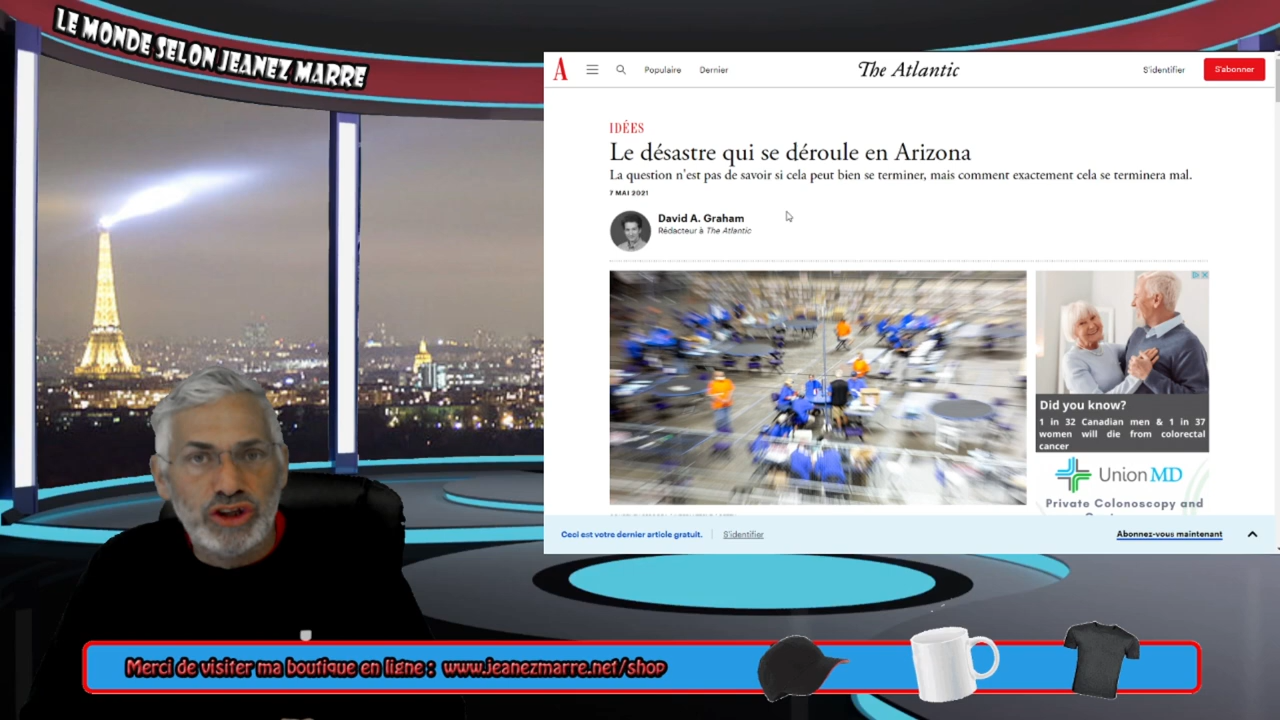 LE MONDE SELON JEANEZ MARRE
A
Populaire
Dernier
The Atlantic
S'identifier
S'abonner
IDÉES
Le désastre qui se déroule en Arizona
La question n'est pas de savoir si cela peut bien se terminer, mais comment exactement cela se terminera mal.
7 MAI 2021
David A. Graham
Rédacteur à The Atlantic
Did you know?
1 in 32 Canadian men & 1 in 37
women will die from colorectal
cancer
Union MD
Private Colonoscopy and
Ceci est votre dernier article gratuit.
S'identifier
Abonnez-vous maintenant
Merci de visiter ma boutique en ligne : www.jeanezmarre.net/shop